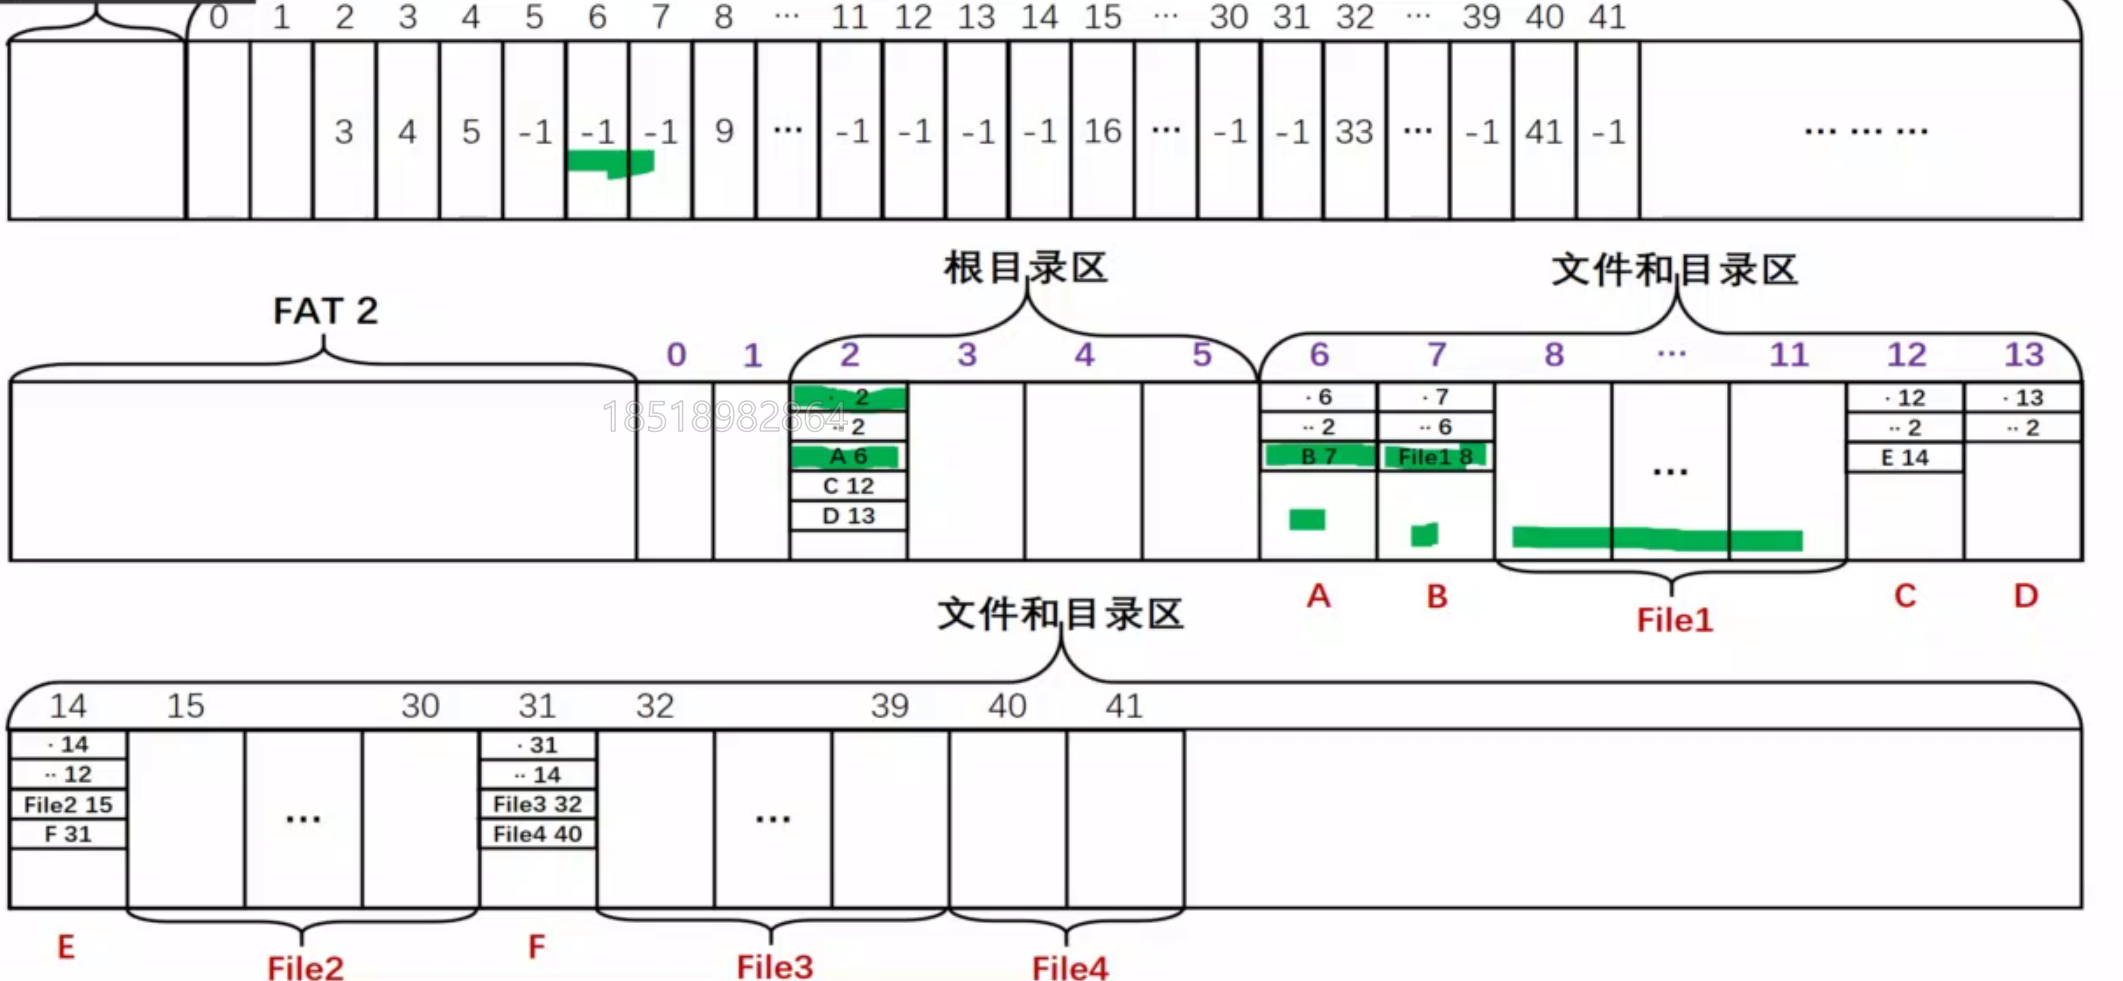 0 1 2 3 4 5 6 7 8 ··· 11 12 13 14 15 ··· 30 31 32 ··· 39 40 41
3 4 5 -1 -1 -1 9 ··· -1 -1 -1 -1 16 ··· -1 -1 33 ··· -1 41 -1 ··· ··· ···
根目录区 文件和目录区
FAT 2
0 1 2 3 4 5 6 7 8 ··· 11 12 13
· 2 · 6 · 7 · 12 · 13
18518982864
·· 2 ·· 2 ·· 6 ·· 2 ·· 2
A 6 B 7 File1 8 ··· E 14
C 12
D 13
A B File1 C D
文件和目录区
14 15 30 31 32 39 40 41
· 14 · 31
·· 12 ·· 14
File2 15 ··· File3 32 ···
F 31 File4 40
E File2 F File3 File4